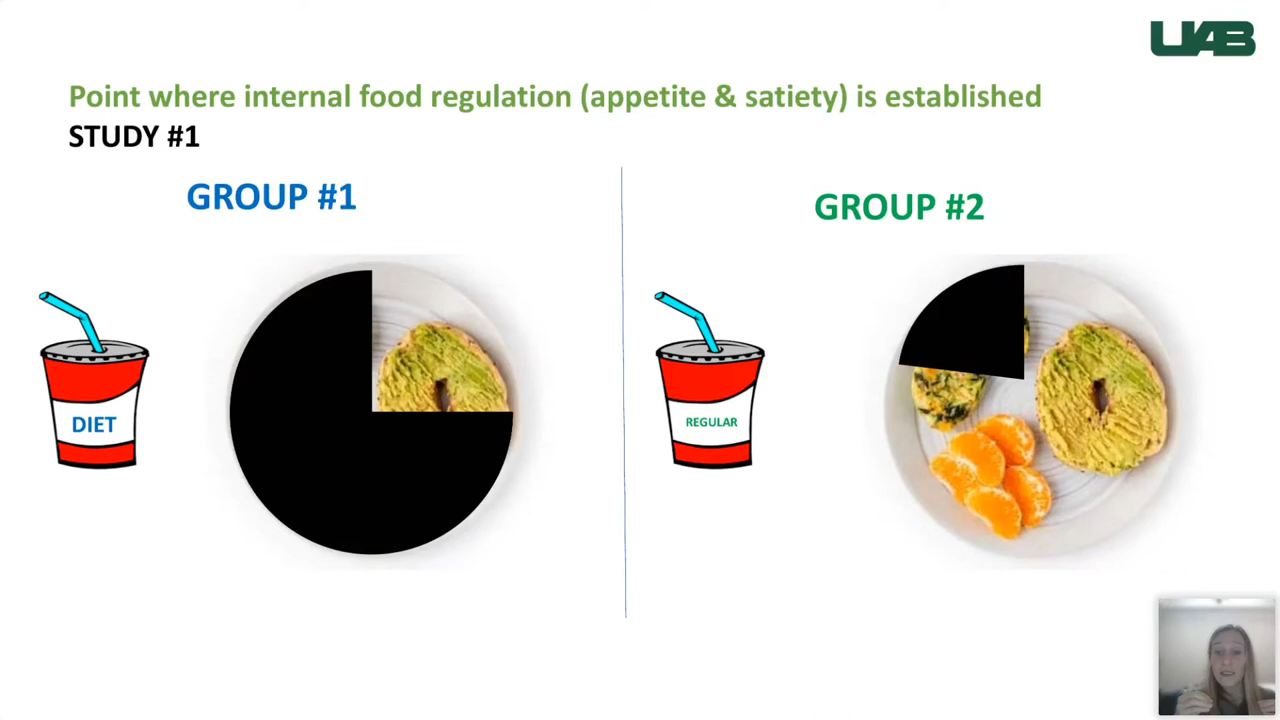 UAB
Point where internal food regulation (appetite & satiety) is established
STUDY #1
GROUP #1
GROUP #2
DIET
REGULAR